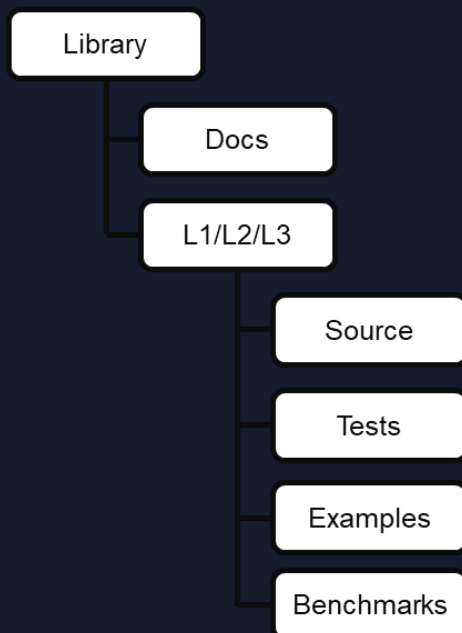 Library
Docs
L1/L2/L3
Source
Tests
Examples
Benchmarks